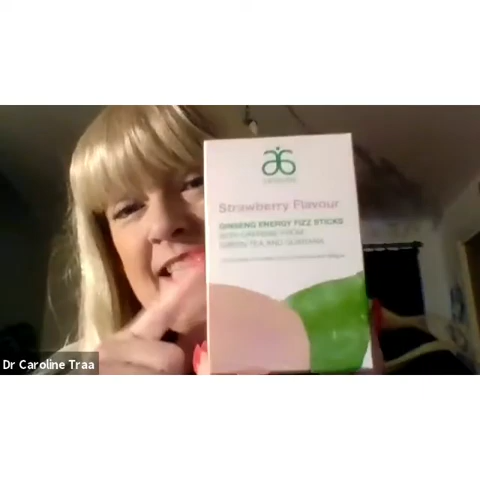 Strawberry Flavour
GINSENG ENERGY FIZZ STICKS
WITH CAFFEINE FROM
GREEN TEA AND GUARANA
Dr Caroline Traa